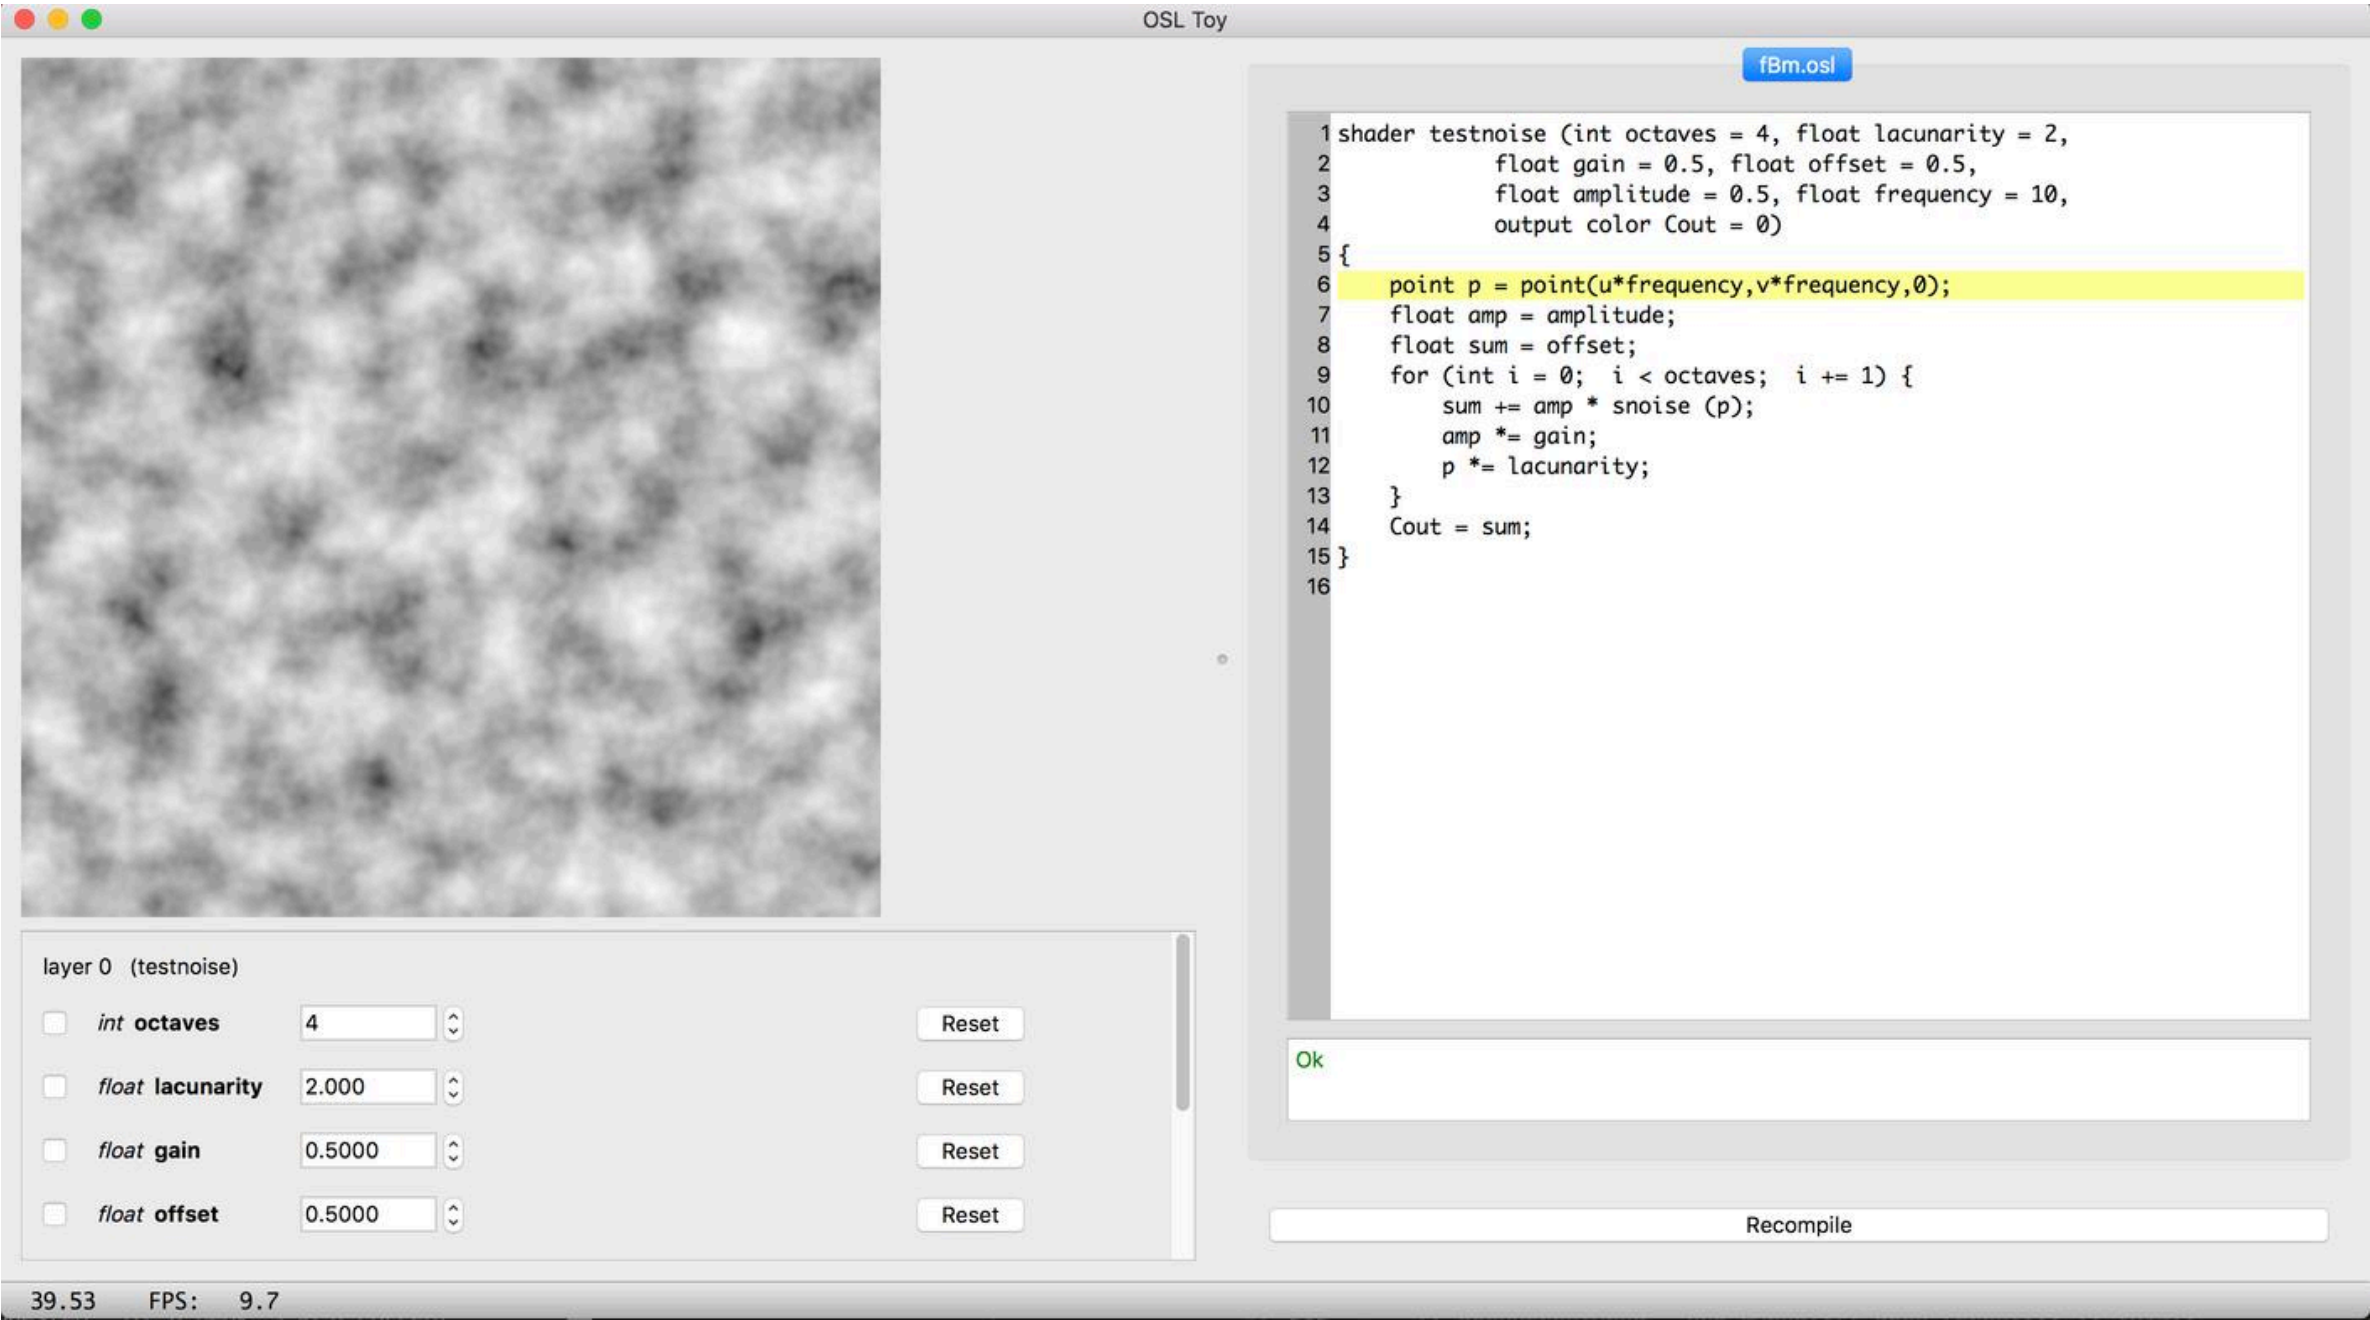 OSL Toy
fBm.osl
1 shader testnoise (int octaves = 4, float lacunarity = 2,
2             float gain = 0.5, float offset = 0.5,
3             float amplitude = 0.5, float frequency = 10,
4             output color Cout = 0)
5 {
6     point p = point(u*frequency,v*frequency,0);
7     float amp = amplitude;
8     float sum = offset;
9     for (int i = 0;  i < octaves;  i += 1) {
10         sum += amp * snoise (p);
11         amp *= gain;
12         p *= lacunarity;
13     }
14     Cout = sum;
15 }
16
Ok
Recompile
layer 0 (testnoise)
int octaves 4 Reset
float lacunarity 2.000 Reset
float gain 0.5000 Reset
float offset 0.5000 Reset
39.53 FPS: 9.7